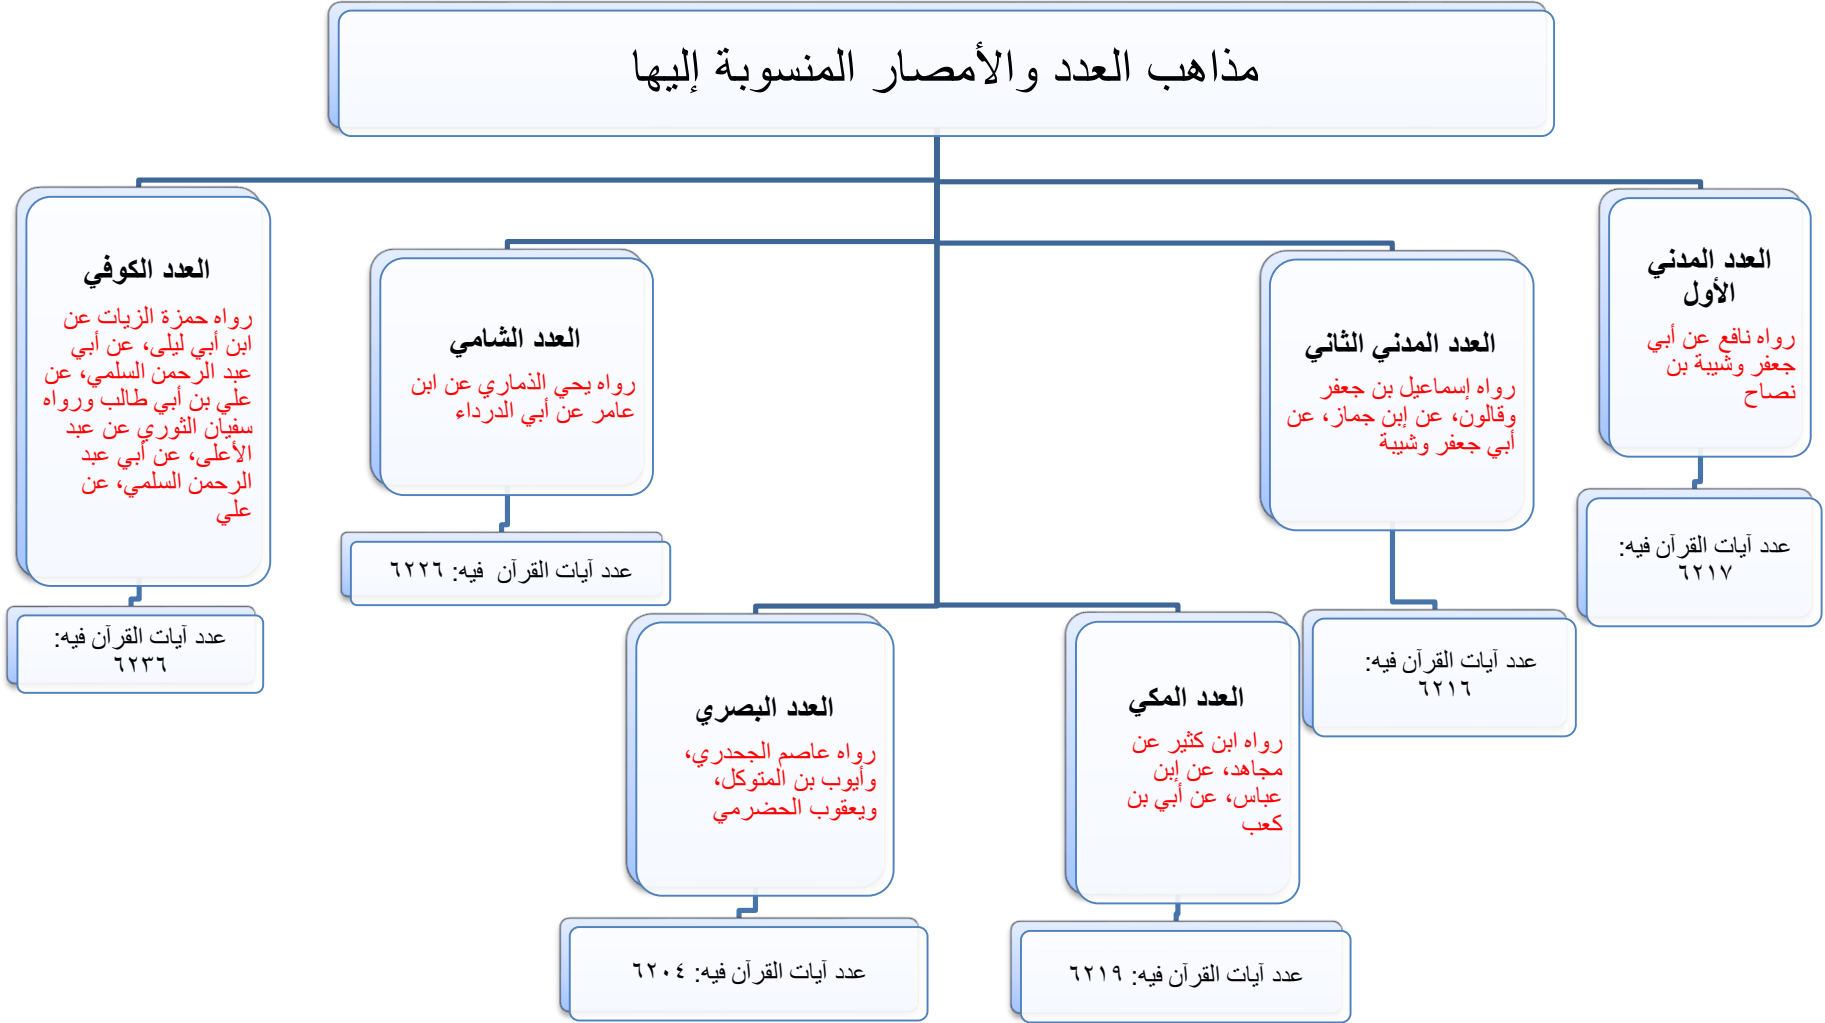 مذاهب العدد والأمصار المنسوبة إليها
العدد المدني
الأول
رواه نافع عن أبي
جعفر وشيبة بن
نصاح
عدد آيات القرآن فيه:
٦٢١٧
العدد المدني الثاني
رواه إسماعيل بن جعفر
وقالون، عن إبن جماز، عن
أبي جعفر وشيبة
عدد آيات القرآن فيه:
٦٢١٦
العدد المكي
رواه ابن كثير عن
مجاهد، عن إبن
عباس، عن أبي بن
كعب
عدد آيات القرآن فيه: ٦٢١٩
العدد البصري
رواه عاصم الجحدري،
وأيوب بن المتوكل،
ويعقوب الحضرمي
عدد آيات القرآن فيه: ٦٢٠٤
العدد الشامي
رواه يحي الذماري عن ابن
عامر عن أبي الدرداء
عدد آيات القرآن فيه: ٦٢٢٦
العدد الكوفي
رواه حمزة الزيات عن
ابن أبي ليلى، عن أبي
عبد الرحمن السلمي، عن
علي بن أبي طالب ورواه
سفيان الثوري عن عبد
الأعلى، عن أبي عبد
الرحمن السلمي، عن
علي
عدد آيات القرآن فيه:
٦٢٣٦